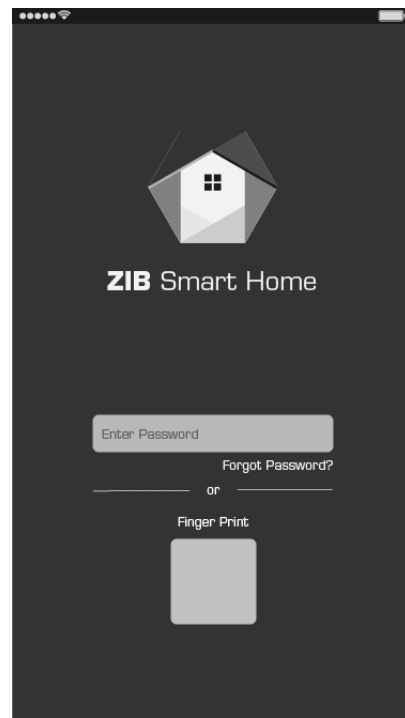 ZIB Smart Home
Enter Password
Forgot Password?
or
Finger Print